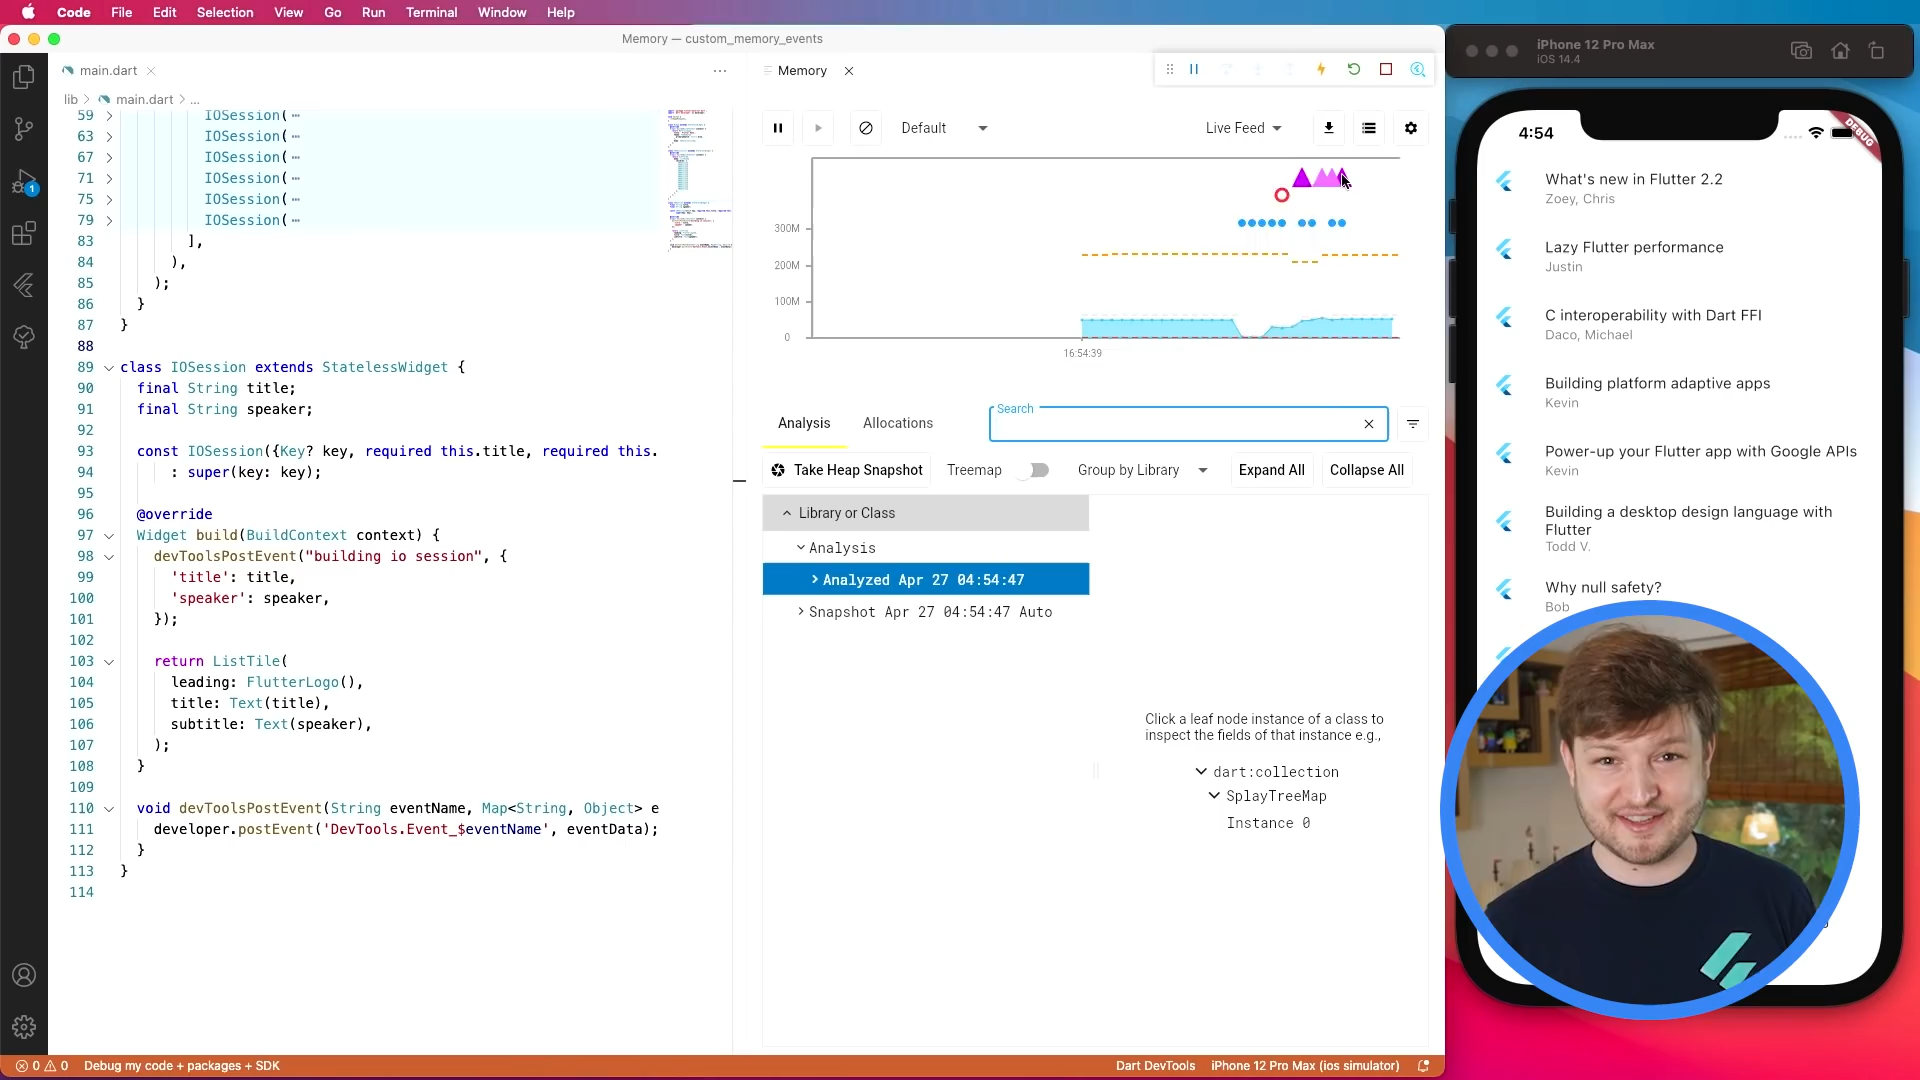 Code File Edit Selection View Go Run Terminal Window Help
Memory — custom_memory_events
main.dart
lib > main.dart > ...
59 IOSession(
63 IOSession(
67 IOSession(
71 IOSession(
75 IOSession(
79 IOSession(
83 ],
84 ),
85 );
86 }
87 }
88
89 class IOSession extends StatelessWidget {
90 final String title;
91 final String speaker;
92
93 const IOSession({Key? key, required this.title, required this.
94 : super(key: key);
95
96 @override
97 Widget build(BuildContext context) {
98 devToolsPostEvent("building io session", {
99 'title': title,
100 'speaker': speaker,
101 });
102
103 return ListTile(
104 leading: FlutterLogo(),
105 title: Text(title),
106 subtitle: Text(speaker),
107 );
108 }
109
110 void devToolsPostEvent(String eventName, Map<String, Object> e
111 developer.postEvent('DevTools.Event_$eventName', eventData);
112 }
113 }
114
1
Memory
Default
Live Feed
300M
200M
100M
0
16:54:39
Analysis Allocations Search
Take Heap Snapshot Treemap Group by Library Expand All Collapse All
Library or Class
Analysis
Analyzed Apr 27 04:54:47
Snapshot Apr 27 04:54:47 Auto
Click a leaf node instance of a class to
inspect the fields of that instance e.g.,
dart:collection
SplayTreeMap
Instance 0
0 0 Debug my code + packages + SDK
Dart DevTools iPhone 12 Pro Max (ios simulator)
iPhone 12 Pro Max
iOS 14.4
4:54
DEBUG
What's new in Flutter 2.2
Zoey, Chris
Lazy Flutter performance
Justin
C interoperability with Dart FFI
Daco, Michael
Building platform adaptive apps
Kevin
Power-up your Flutter app with Google APIs
Kevin
Building a desktop design language with
Flutter
Todd V.
Why null safety?
Bob